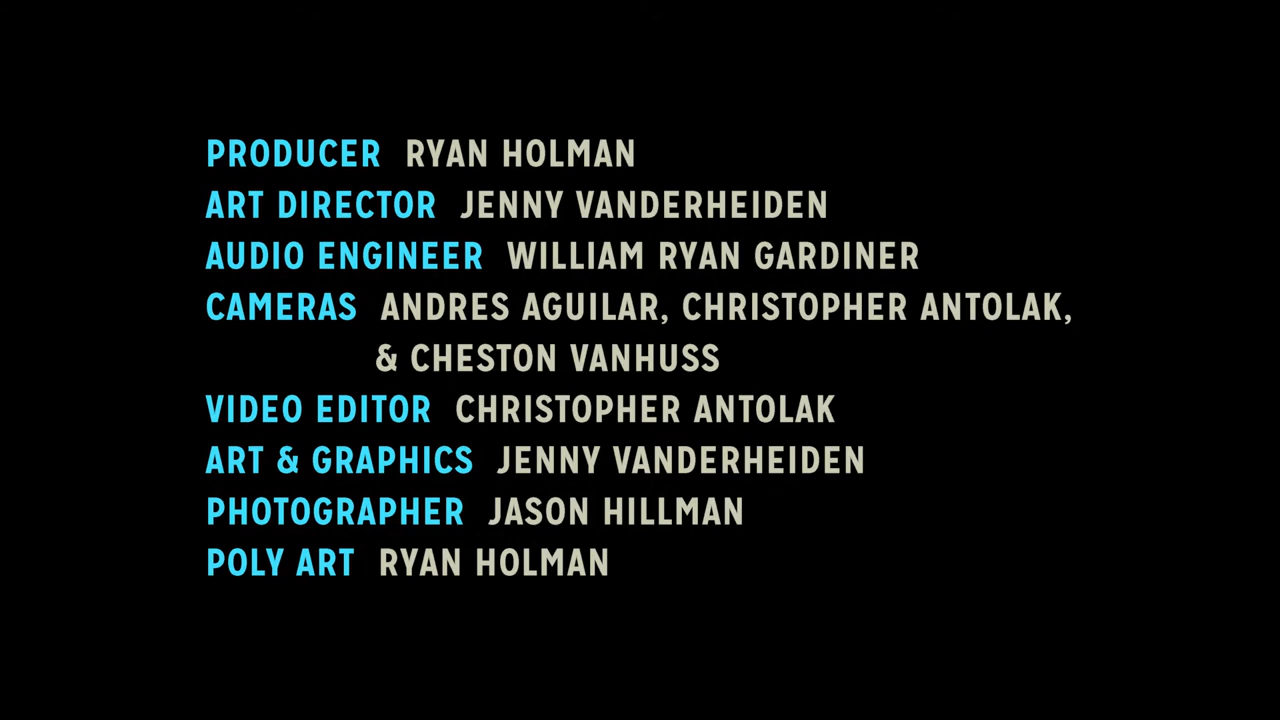 PRODUCER RYAN HOLMAN
ART DIRECTOR JENNY VANDERHEIDEN
AUDIO ENGINEER WILLIAM RYAN GARDINER
CAMERAS ANDRES AGUILAR, CHRISTOPHER ANTOLAK,
& CHESTON VANHUSS
VIDEO EDITOR CHRISTOPHER ANTOLAK
ART & GRAPHICS JENNY VANDERHEIDEN
PHOTOGRAPHER JASON HILLMAN
POLY ART RYAN HOLMAN